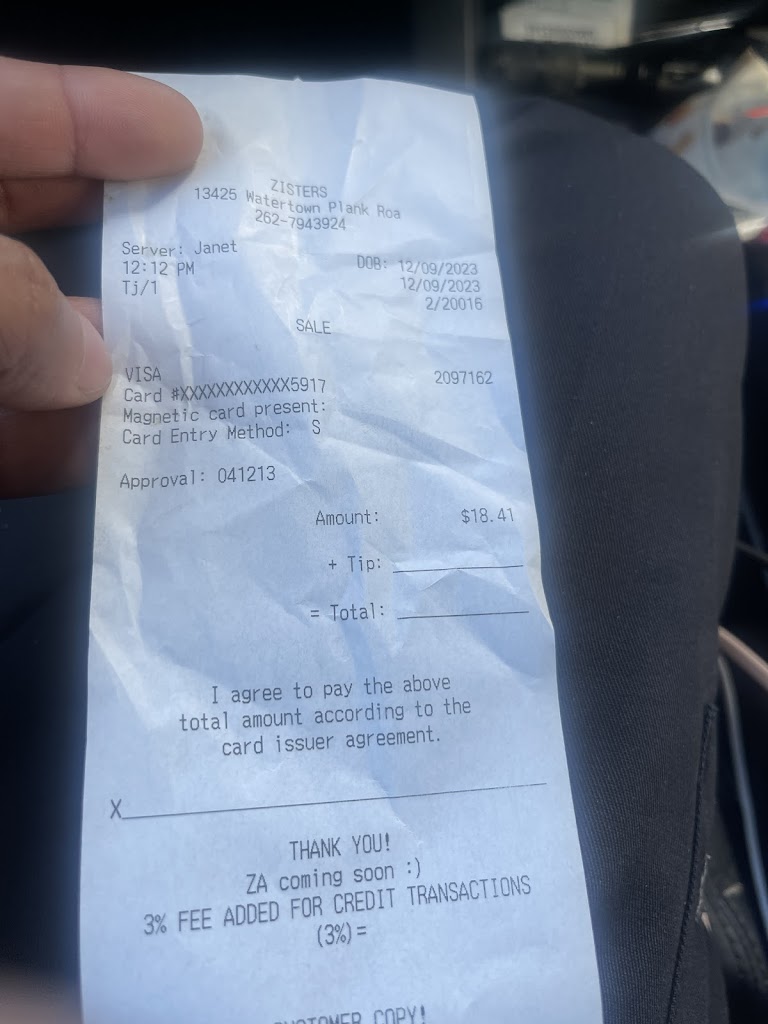 ZISTERS
13425 Watertown Plank Roa
262-7943924
Server: Janet
12:12 PM
Tj/1
DOB: 12/09/2023
12/09/2023
2/20016
SALE
VISA
2097162
Card #XXXXXXXXXXXX5917
Magnetic card present:
Card Entry Method: S
Approval: 041213
Amount: $18.41
+ Tip:
= Total:
I agree to pay the above
total amount according to the
card issuer agreement.
X
THANK YOU!
ZA coming soon :)
3% FEE ADDED FOR CREDIT TRANSACTIONS
(3%)=
CUSTOMER COPY!